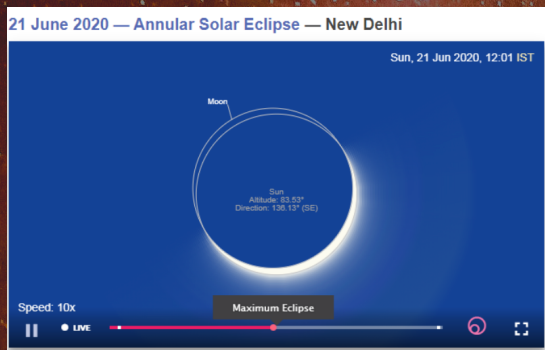 21 June 2020 — Annular Solar Eclipse — New Delhi
Sun, 21 Jun 2020, 12:01 IST
Moon
Sun
Altitude: 83.53°
Direction: 136.13° (SE)
Speed: 10x
Maximum Eclipse
LIVE